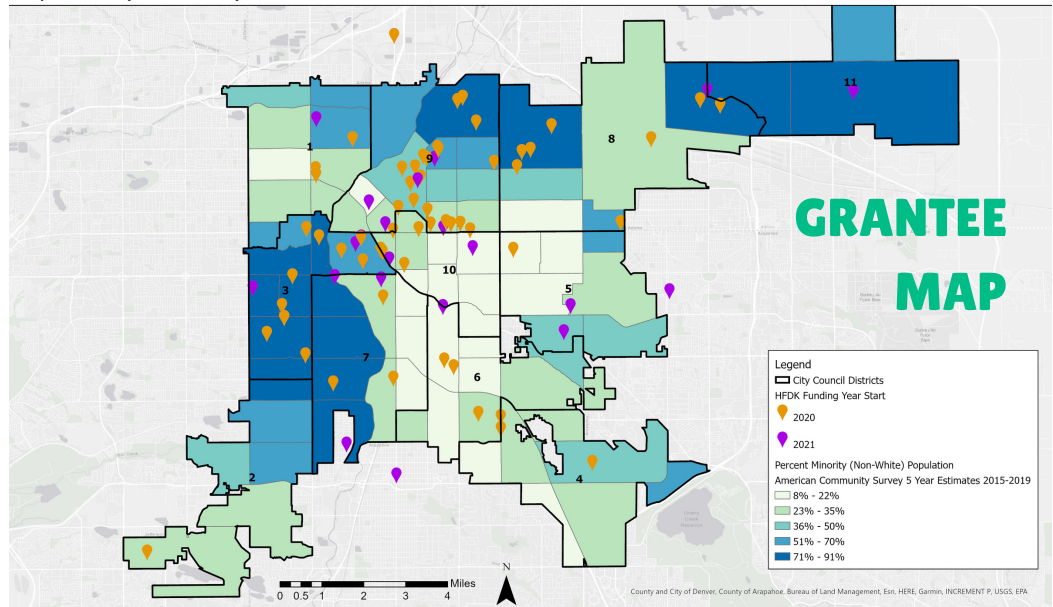 GRANTEE
MAP
11
8
1
9
10
3
5
7
6
2
4
Legend
City Council Districts
HFDK Funding Year Start
2020
2021
Percent Minority (Non-White) Population
American Community Survey 5 Year Estimates 2015-2019
8% - 22%
23% - 35%
36% - 50%
51% - 70%
71% - 91%
N
Miles
0 0.5 1 2 3 4
County and City of Denver, County of Arapahoe, Bureau of Land Management, Esri, HERE, Garmin, INCREMENT P, USGS, EPA